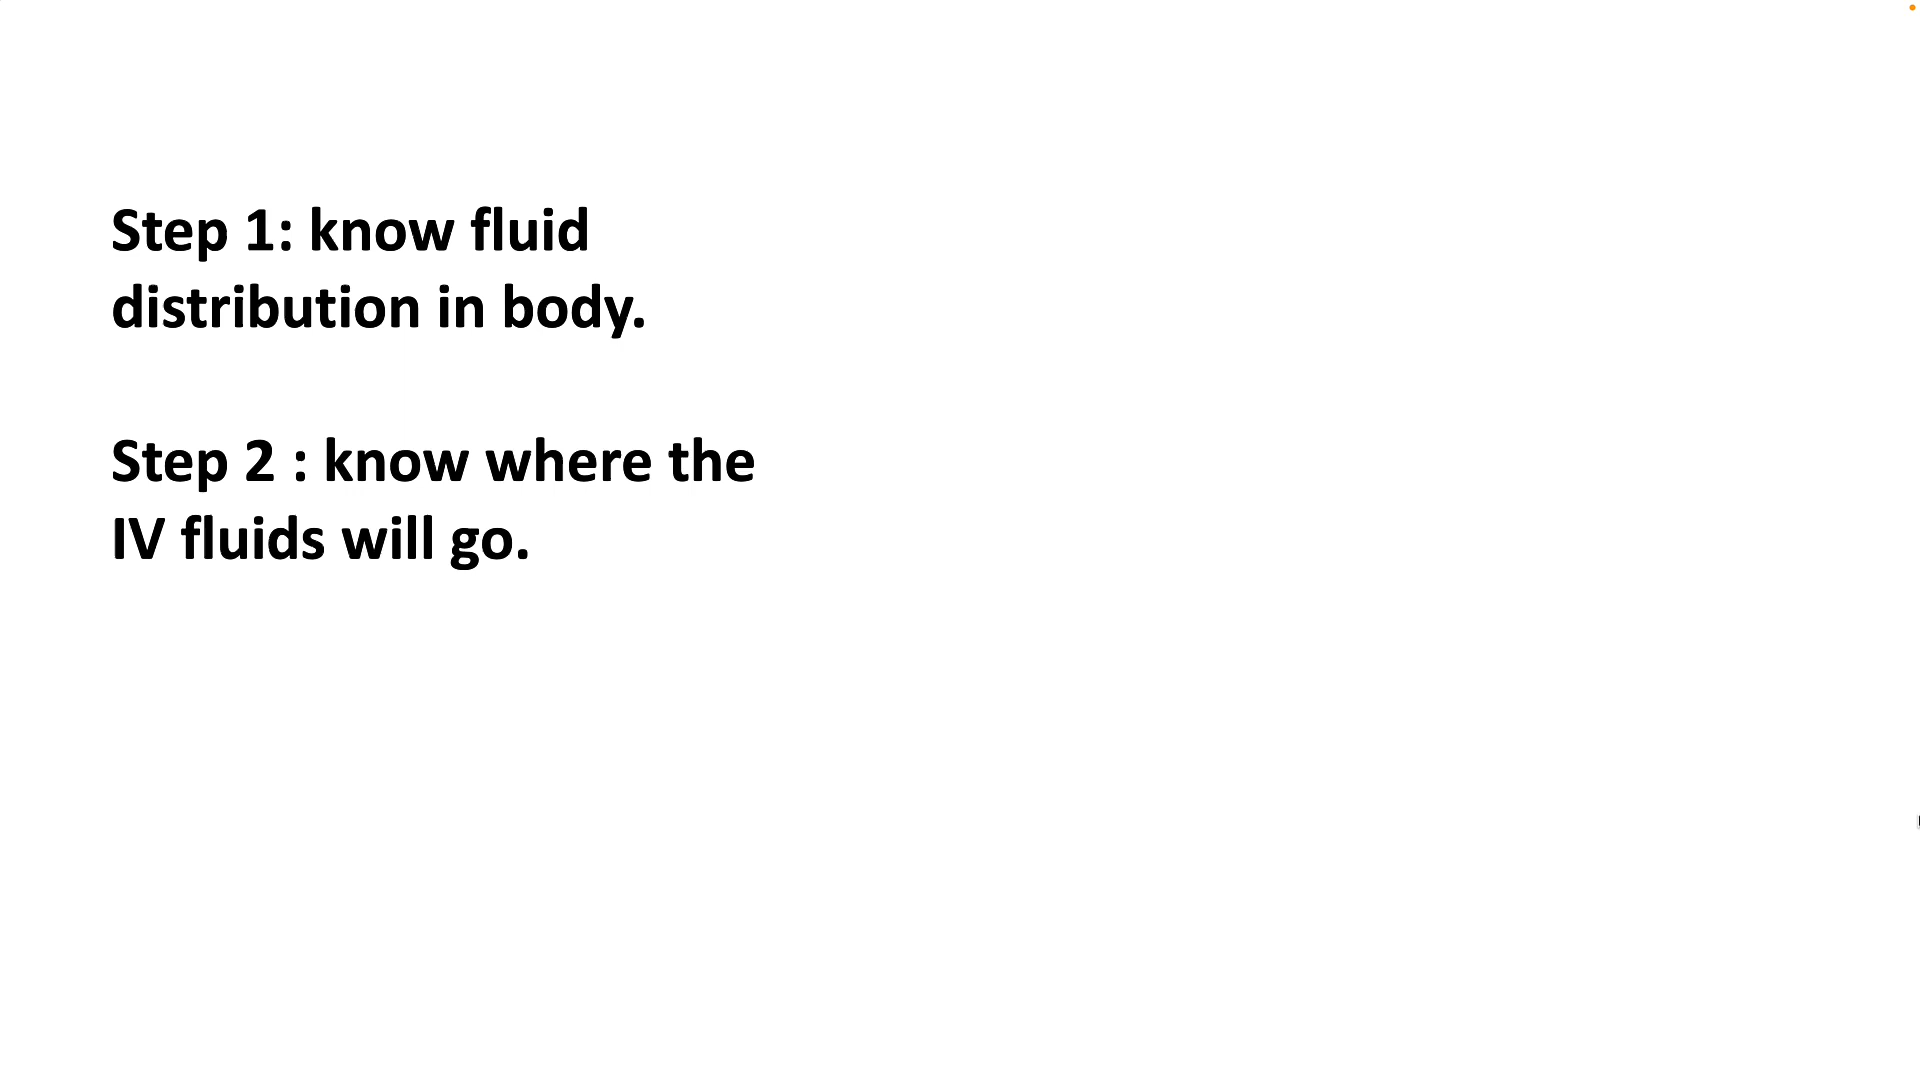 Step 1: know fluid
distribution in body.
Step 2 : know where the
IV fluids will go.